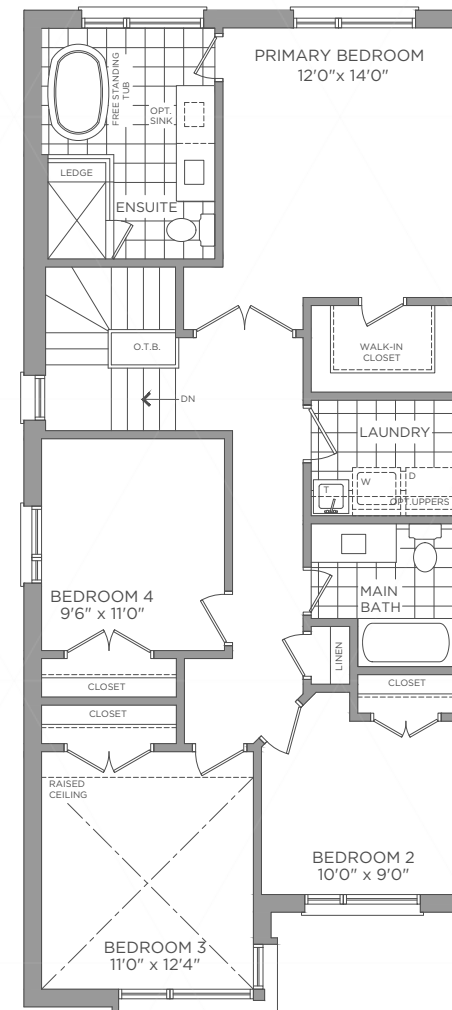 PRIMARY BEDROOM
12'0"x 14'0"
FREE STANDING
TUB
OPT.
SINK
LEDGE
ENSUITE
O.T.B.
DN
WALK-IN
CLOSET
LAUNDRY
T
W
D
OPT.UPPERS
MAIN
BATH
BEDROOM 4
9'6" x 11'0"
LINEN
CLOSET
CLOSET
CLOSET
RAISED
CEILING
BEDROOM 2
10'0" x 9'0"
BEDROOM 3
11'0" x 12'4"